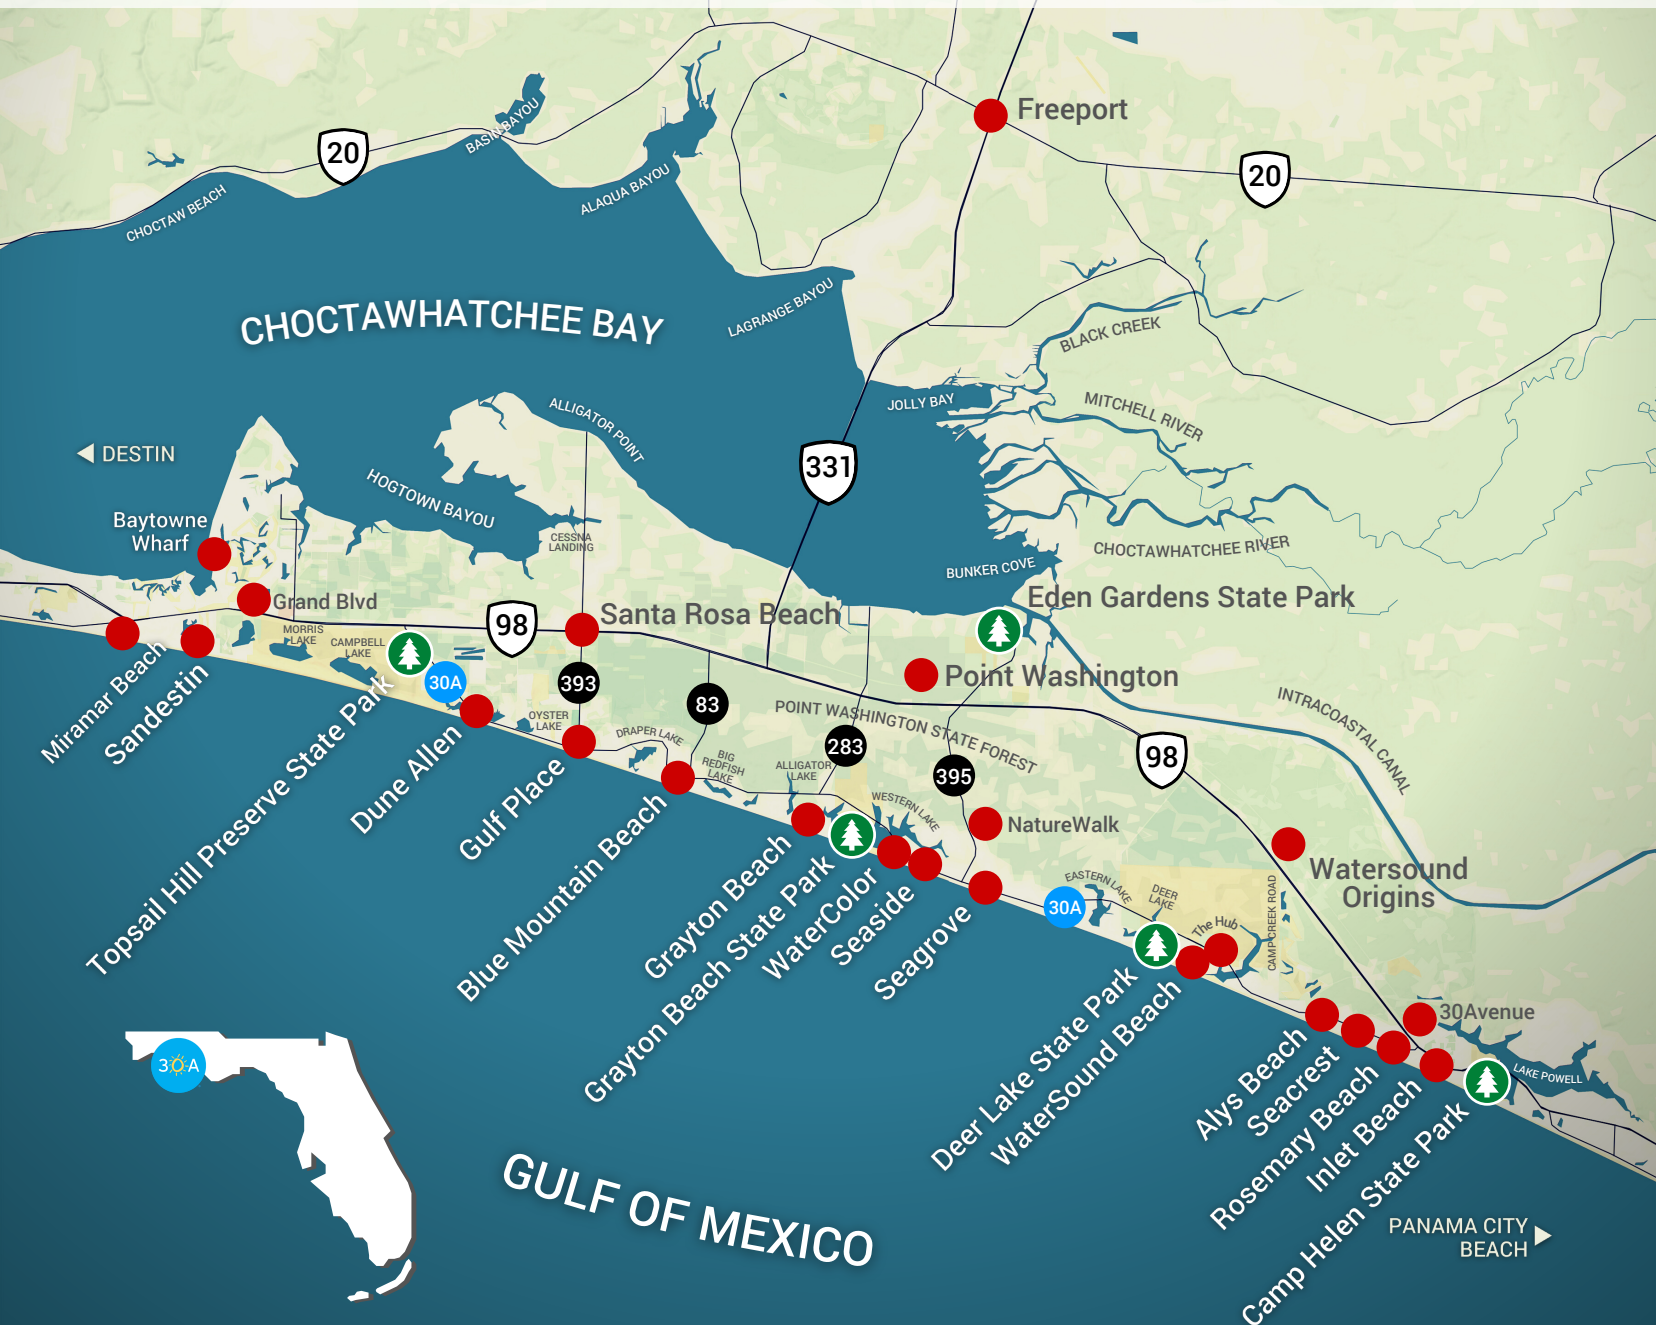 Freeport
20
20
BASIN BAYOU
ALAQUA BAYOU
CHOCTAW BEACH
LAGRANGE BAYOU
CHOCTAWHATCHEE BAY
BLACK CREEK
JOLLY BAY
MITCHELL RIVER
ALLIGATOR POINT
DESTIN
331
HOGTOWN BAYOU
Baytowne
Wharf
CESSNA
LANDING
CHOCTAWHATCHEE RIVER
BUNKER COVE
Eden Gardens State Park
Grand Blvd
98
Santa Rosa Beach
MORRIS
LAKE
CAMPBELL
LAKE
30A
393
83
Point Washington
POINT WASHINGTON STATE FOREST
INTRACOASTAL CANAL
OYSTER
LAKE
DRAPER LAKE
BIG
REDFISH
LAKE
ALLIGATOR
LAKE
283
395
98
WESTERN LAKE
NatureWalk
Watersound
Origins
Miramar Beach
Sandestin
Topsail Hill Preserve State Park
Dune Allen
Gulf Place
Blue Mountain Beach
Grayton Beach
Grayton Beach State Park
WaterColor
Seaside
Seagrove
30A
EASTERN LAKE
DEER
LAKE
The Hub
CAMP CREEK ROAD
Deer Lake State Park
WaterSound Beach
30Avenue
LAKE POWELL
Alys Beach
Seacrest
Rosemary Beach
Inlet Beach
Camp Helen State Park
30A
GULF OF MEXICO
PANAMA CITY
BEACH